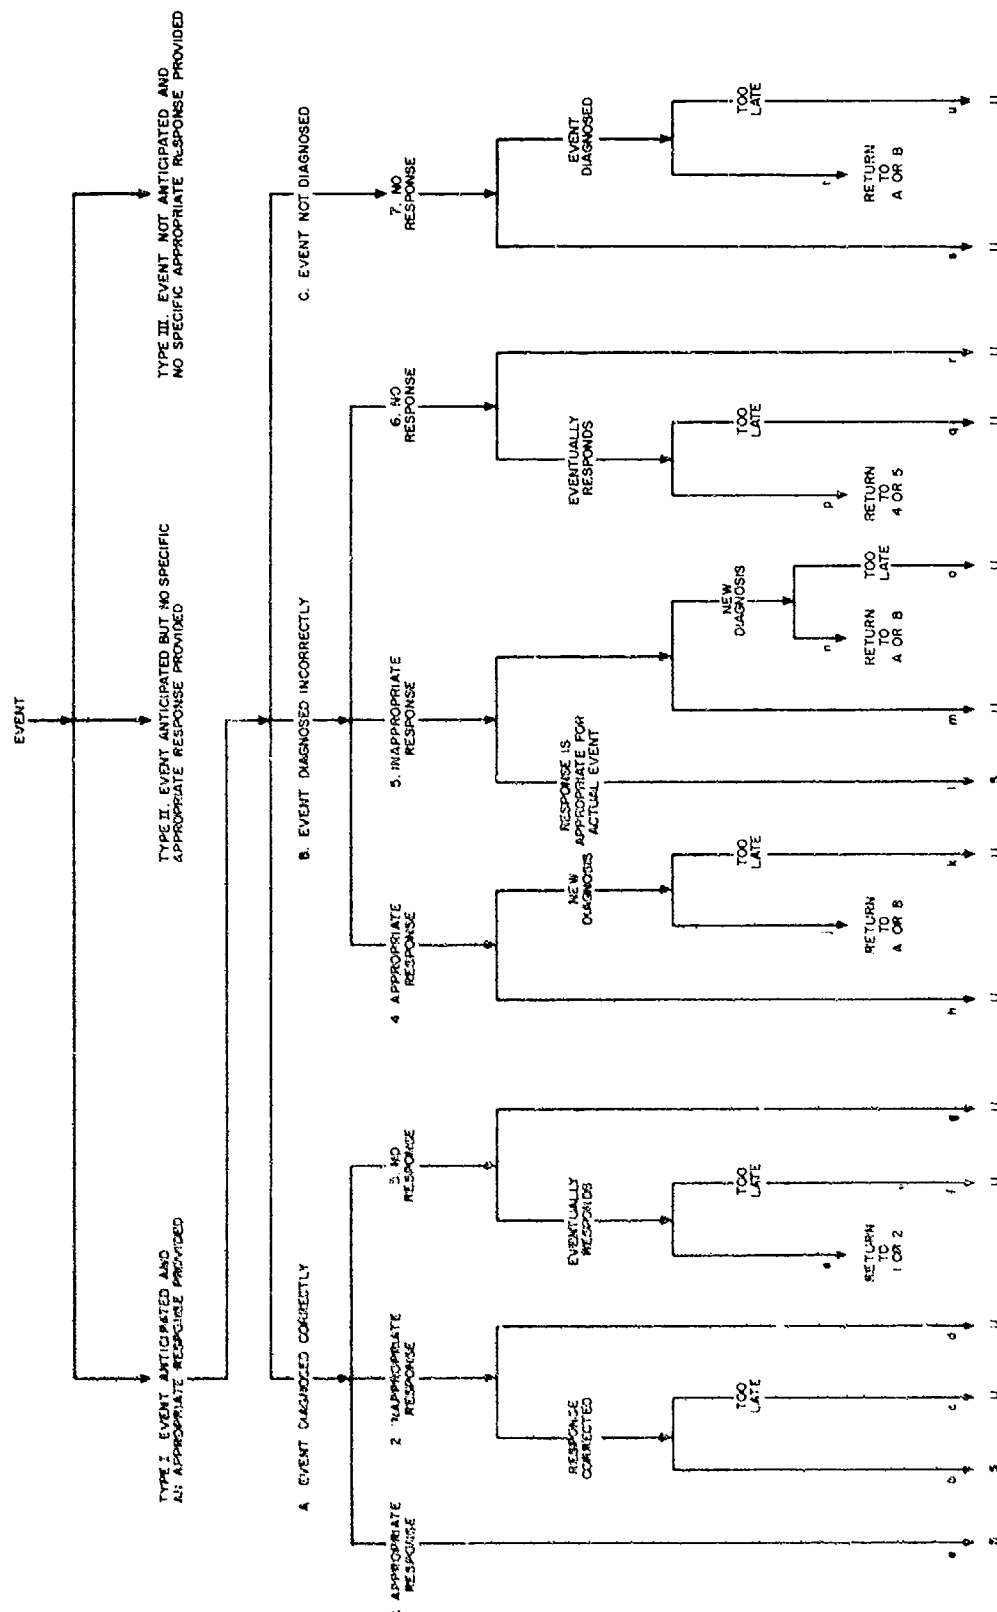 EVENT
TYPE I. EVENT ANTICIPATED AND
AN APPROPRIATE RESPONSE PROVIDED
TYPE II. EVENT ANTICIPATED BUT NO SPECIFIC
APPROPRIATE RESPONSE PROVIDED
TYPE III. EVENT NOT ANTICIPATED AND
NO SPECIFIC APPROPRIATE RESPONSE PROVIDED
A EVENT DIAGNOSED CORRECTLY
B. EVENT DIAGNOSED INCORRECTLY
C. EVENT NOT DIAGNOSED
APPROPRIATE
RESPONSE
2 INAPPROPRIATE
RESPONSE
3. NO
RESPONSE
4 APPROPRIATE
RESPONSE
5. INAPPROPRIATE
RESPONSE
6. NO
RESPONSE
7. NO
RESPONSE
RESPONSE
CORRECTED
EVENTUALLY
RESPONDS
NEW
DIAGNOSIS
RESPONSE IS
APPROPRIATE FOR
ACTUAL EVENT
EVENTUALLY
RESPONDS
EVENT
DIAGNOSED
NEW
DIAGNOSIS
TOO
LATE
TOO
LATE
TOO
LATE
TOO
LATE
TOO
LATE
TOO
LATE
RETURN
TO
1 OR 2
RETURN
TO
A OR B
RETURN
TO
A OR B
RETURN
TO
4 OR 5
RETURN
TO
A OR B
b
c
d
f
h
j
k
l
m
n
o
p
q
r
t
u
S